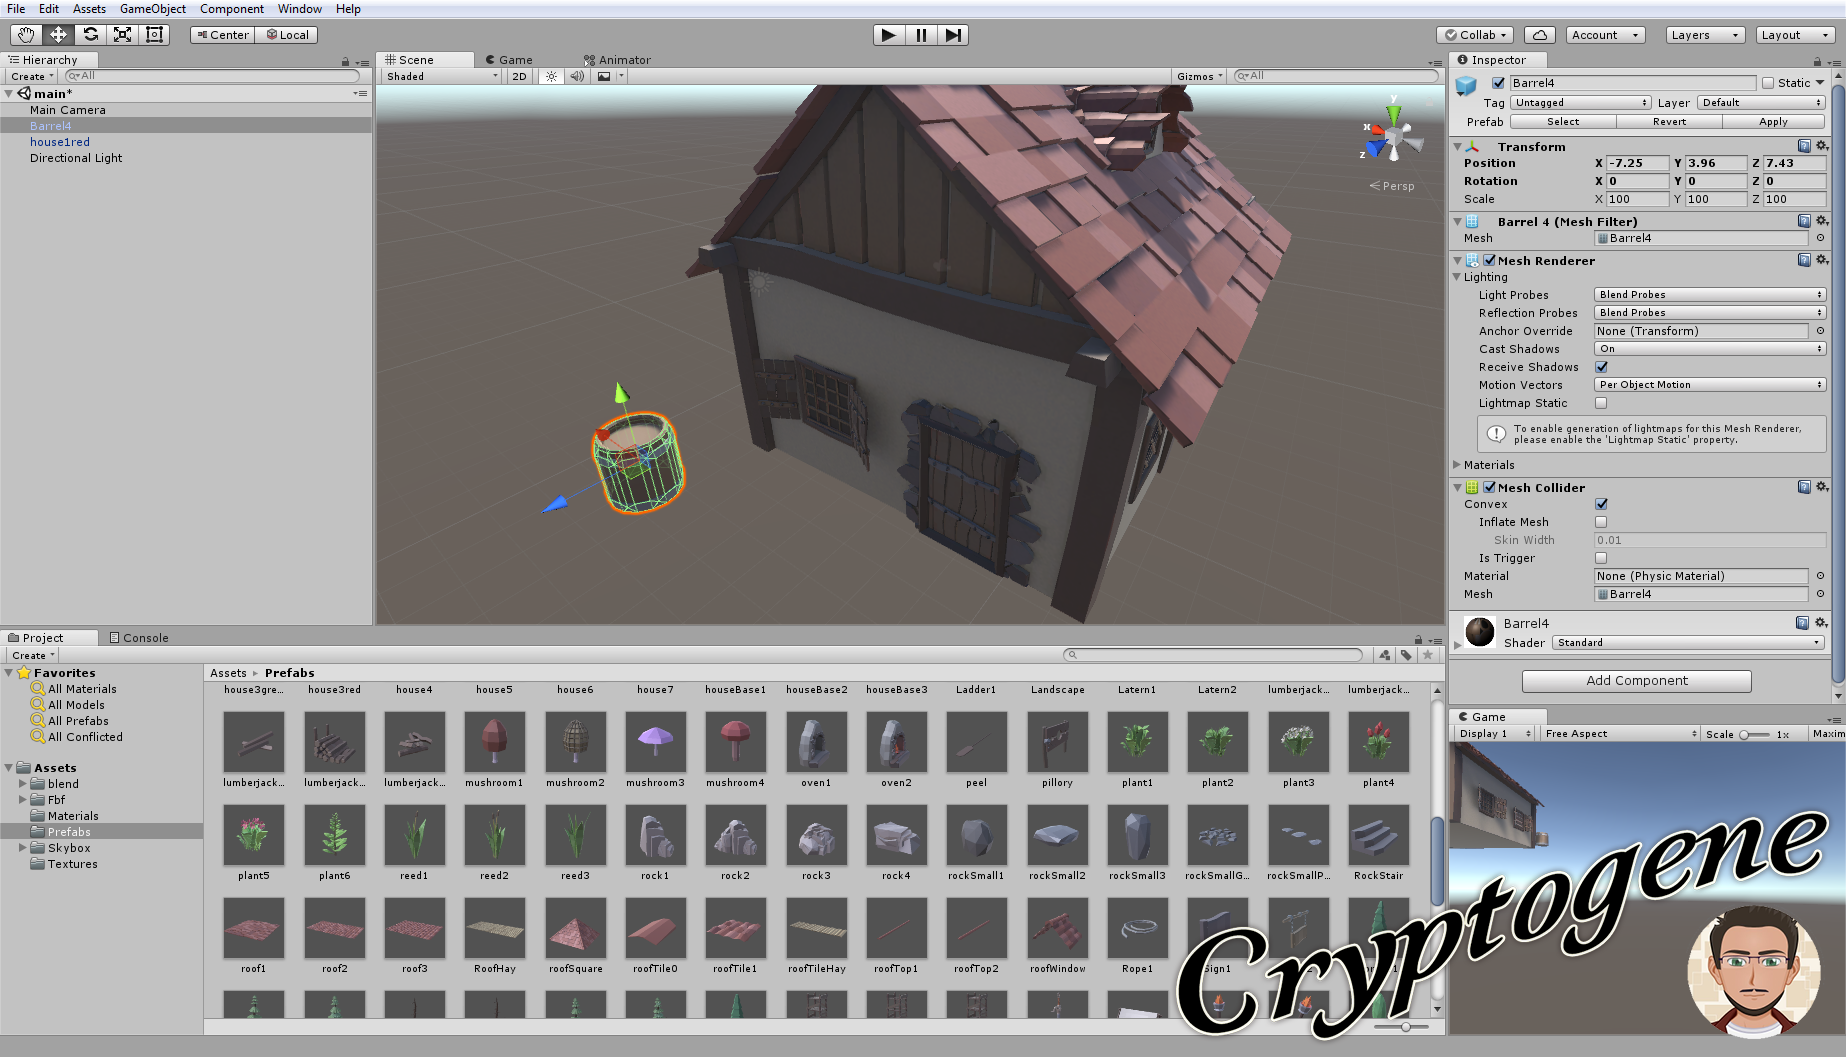 File Edit Assets GameObject Component Window Help
Center Local
Collab Account Layers Layout
Hierarchy
Create All
main*
Main Camera
Barrel4
house1red
Directional Light
Scene Game Animator
Shaded 2D Gizmos All
y
x
z
Persp
Inspector
Barrel4 Static
Tag Untagged Layer Default
Prefab Select Revert Apply
Transform
Position X -7.25 Y 3.96 Z 7.43
Rotation X 0 Y 0 Z 0
Scale X 100 Y 100 Z 100
Barrel 4 (Mesh Filter)
Mesh Barrel4
Mesh Renderer
Lighting
Light Probes Blend Probes
Reflection Probes Blend Probes
Anchor Override None (Transform)
Cast Shadows On
Receive Shadows
Motion Vectors Per Object Motion
Lightmap Static
To enable generation of lightmaps for this Mesh Renderer,
please enable the 'Lightmap Static' property.
Materials
Mesh Collider
Convex
Inflate Mesh
Skin Width 0.01
Is Trigger
Material None (Physic Material)
Mesh Barrel4
Barrel4
Shader Standard
Add Component
Project Console
Create
Favorites
All Materials
All Models
All Prefabs
All Conflicted
Assets
blend
Fbf
Materials
Prefabs
Skybox
Textures
Assets Prefabs
house3gre... house3red house4 house5 house6 house7 houseBase1 houseBase2 houseBase3 Ladder1 Landscape Latern1 Latern2 lumberjack... lumberjack...
lumberjack... lumberjack... lumberjack... mushroom1 mushroom2 mushroom3 mushroom4 oven1 oven2 peel pillory plant1 plant2 plant3 plant4
plant5 plant6 reed1 reed2 reed3 rock1 rock2 rock3 rock4 rockSmall1 rockSmall2 rockSmall3 rockSmallG... rockSmallP... RockStair
roof1 roof2 roof3 RoofHay roofSquare roofTile0 roofTile1 roofTileHay roofTop1 roofTop2 roofWindow Rope1 Sign1
Game
Display 1 Free Aspect Scale 1x Maxim
Cryptogene